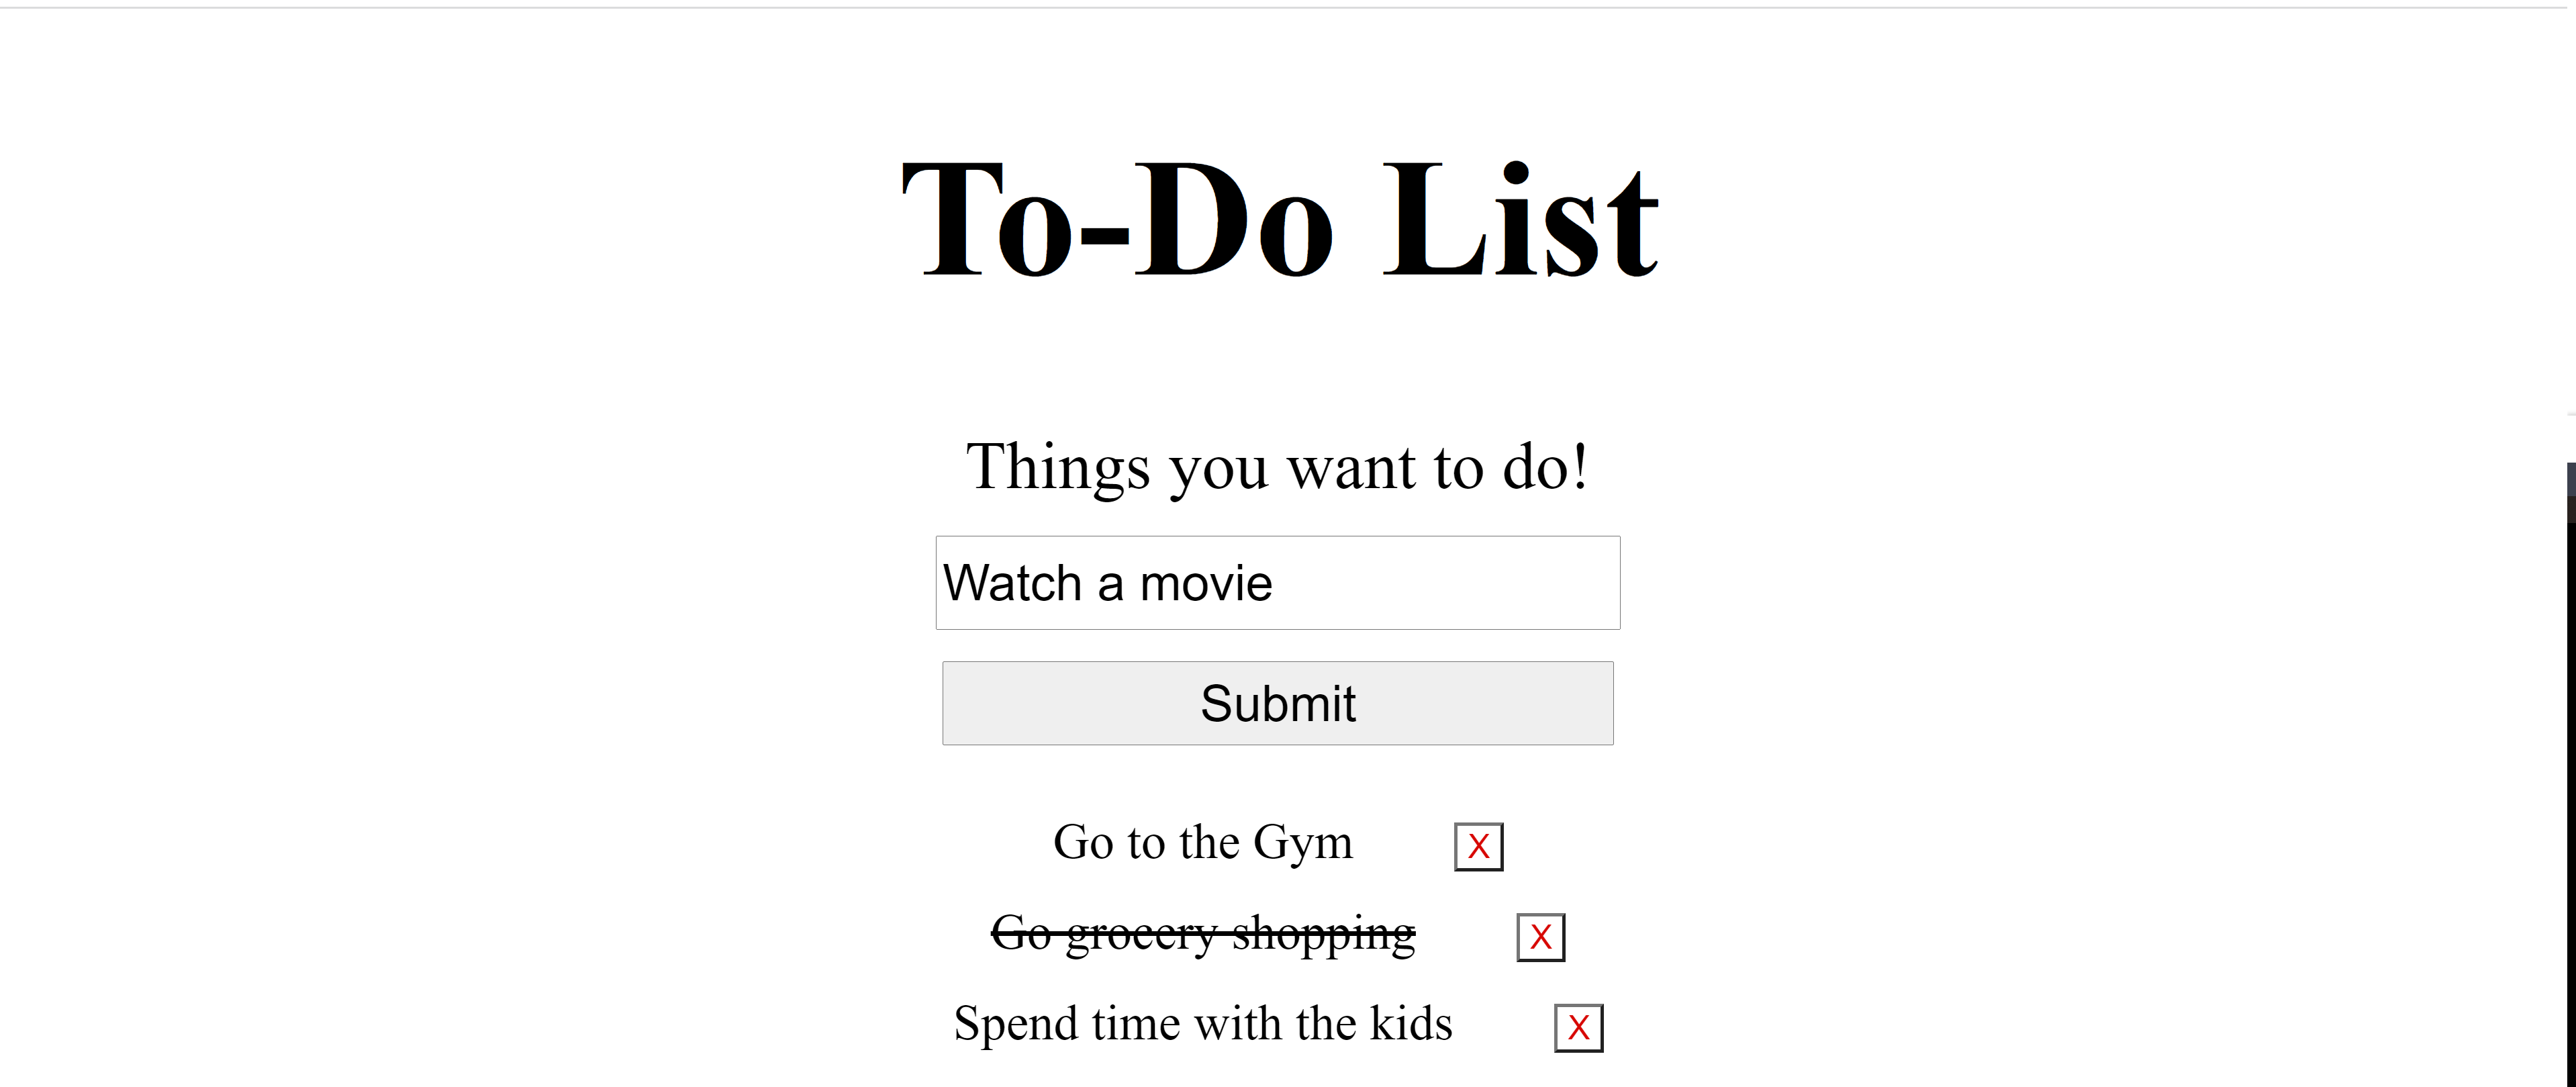 To-Do List
Things you want to do!
Watch a movie
Submit
Go to the Gym X
Go grocery shopping X
Spend time with the kids X